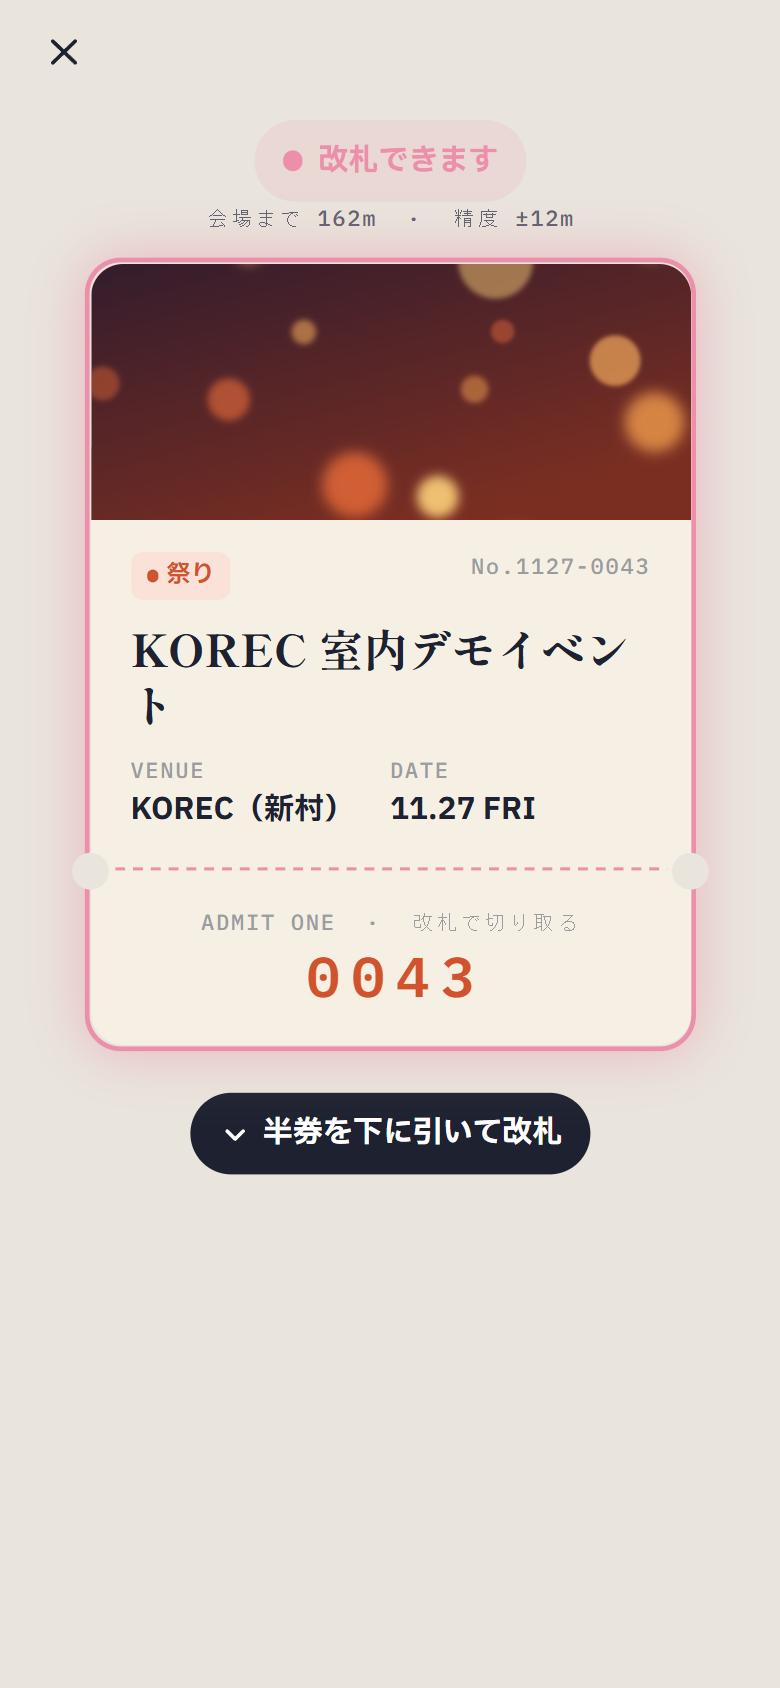 改札できます
会場まで 162m ・ 精度 ±12m
祭り
No.1127-0043
KOREC 室内デモイベン
ト
VENUE
DATE
KOREC（新村）
11.27 FRI
ADMIT ONE ・ 改札で切り取る
0043
半券を下に引いて改札